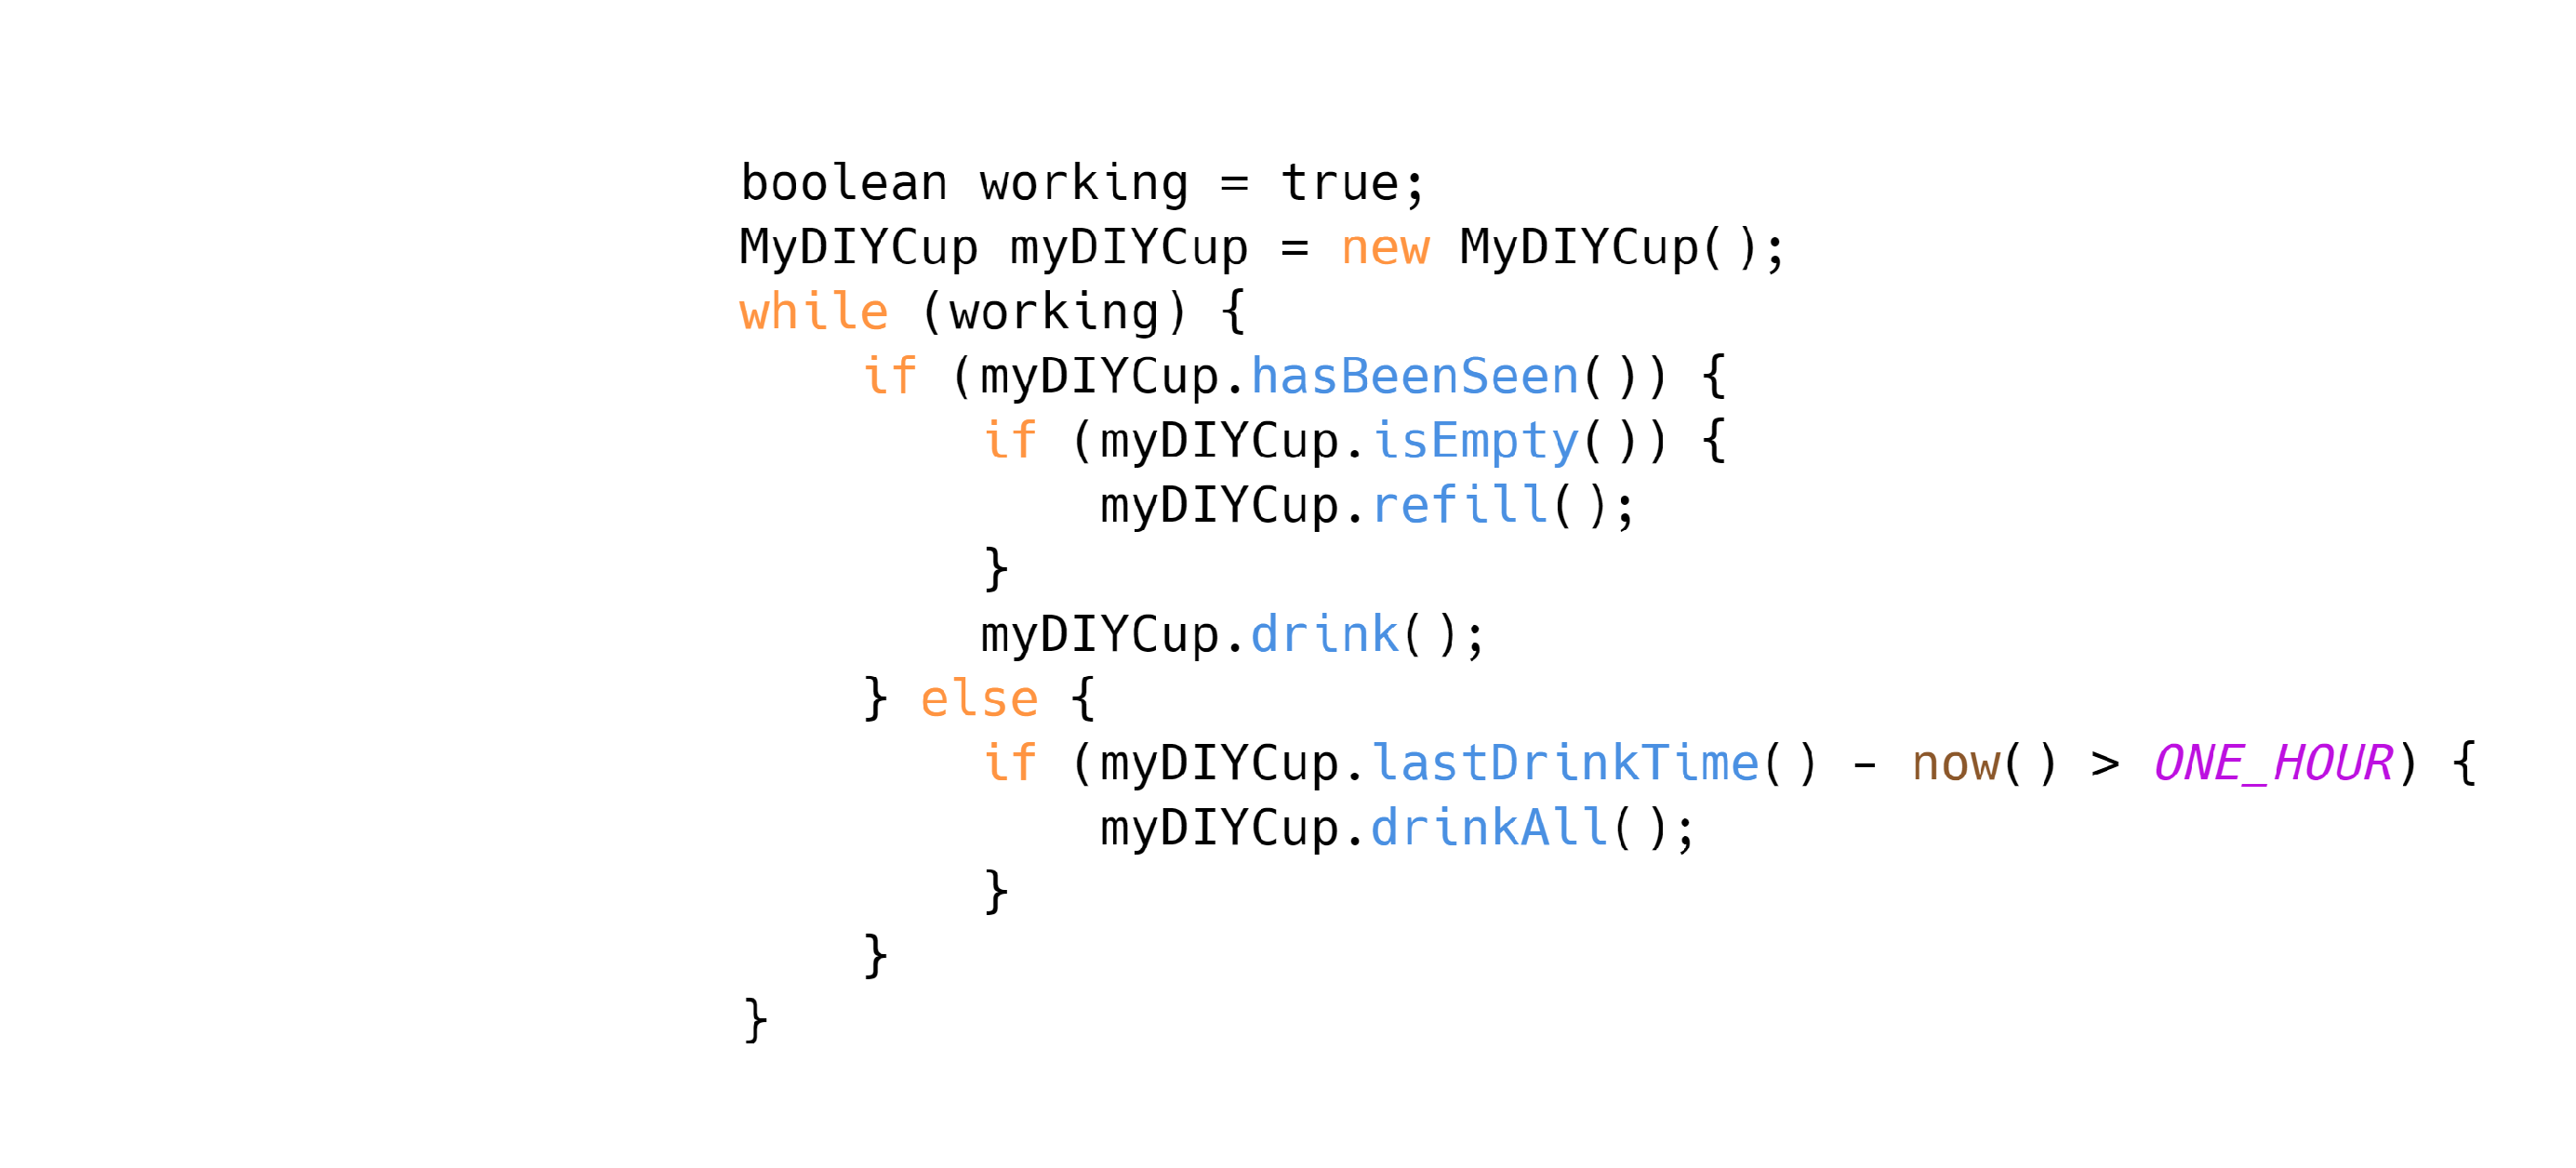 boolean working = true;
MyDIYCup myDIYCup = new MyDIYCup();
while (working) {
    if (myDIYCup.hasBeenSeen()) {
        if (myDIYCup.isEmpty()) {
            myDIYCup.refill();
        }
        myDIYCup.drink();
    } else {
        if (myDIYCup.lastDrinkTime() - now() > ONE_HOUR) {
            myDIYCup.drinkAll();
        }
    }
}